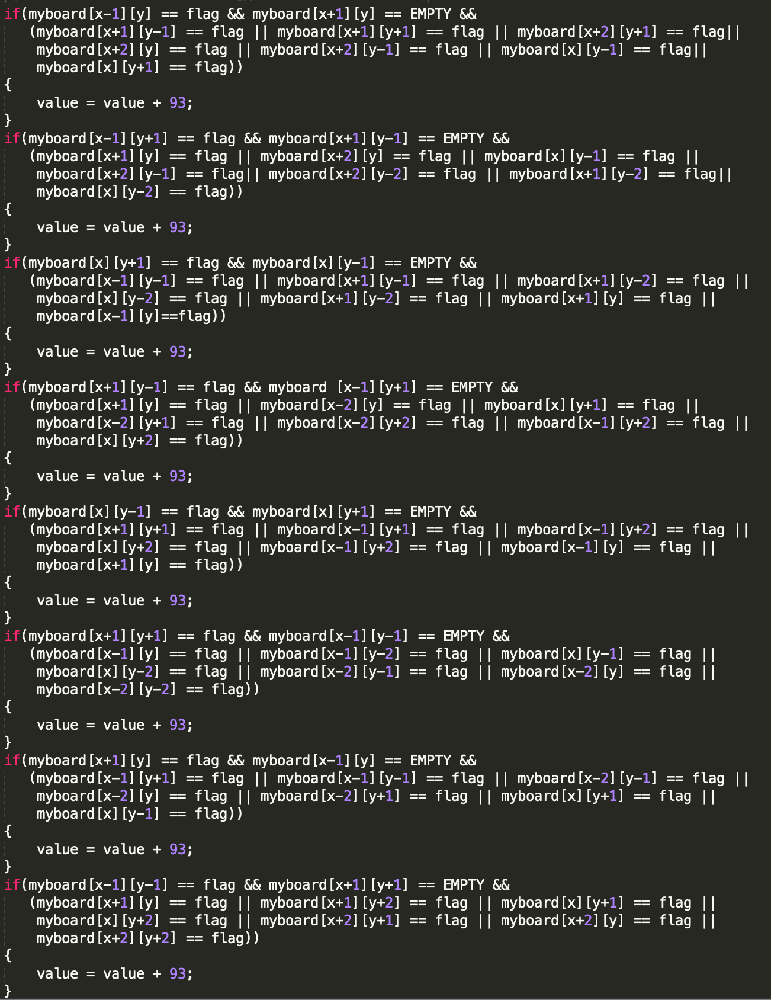 if(myboard[x-1][y] == flag && myboard[x+1][y] == EMPTY &&
(myboard[x+1][y-1] == flag || myboard[x+1][y+1] == flag || myboard[x+2][y+1] == flag||
myboard[x+2][y] == flag || myboard[x+2][y-1] == flag || myboard[x][y-1] == flag||
myboard[x][y+1] == flag))
{
value = value + 93;
}
if(myboard[x-1][y+1] == flag && myboard[x+1][y-1] == EMPTY &&
(myboard[x+1][y] == flag || myboard[x+2][y] == flag || myboard[x][y-1] == flag ||
myboard[x+2][y-1] == flag|| myboard[x+2][y-2] == flag || myboard[x+1][y-2] == flag||
myboard[x][y-2] == flag))
{
value = value + 93;
}
if(myboard[x][y+1] == flag && myboard[x][y-1] == EMPTY &&
(myboard[x-1][y-1] == flag || myboard[x+1][y-1] == flag || myboard[x+1][y-2] == flag ||
myboard[x][y-2] == flag || myboard[x+1][y-2] == flag || myboard[x+1][y] == flag ||
myboard[x-1][y]==flag))
{
value = value + 93;
}
if(myboard[x+1][y-1] == flag && myboard [x-1][y+1] == EMPTY &&
(myboard[x+1][y] == flag || myboard[x-2][y] == flag || myboard[x][y+1] == flag ||
myboard[x-2][y+1] == flag || myboard[x-2][y+2] == flag || myboard[x-1][y+2] == flag ||
myboard[x][y+2] == flag))
{
value = value + 93;
}
if(myboard[x][y-1] == flag && myboard[x][y+1] == EMPTY &&
(myboard[x+1][y+1] == flag || myboard[x-1][y+1] == flag || myboard[x-1][y+2] == flag ||
myboard[x][y+2] == flag || myboard[x-1][y+2] == flag || myboard[x-1][y] == flag ||
myboard[x+1][y] == flag))
{
value = value + 93;
}
if(myboard[x+1][y+1] == flag && myboard[x-1][y-1] == EMPTY &&
(myboard[x-1][y] == flag || myboard[x-1][y-2] == flag || myboard[x][y-1] == flag ||
myboard[x][y-2] == flag || myboard[x-2][y-1] == flag || myboard[x-2][y] == flag ||
myboard[x-2][y-2] == flag))
{
value = value + 93;
}
if(myboard[x+1][y] == flag && myboard[x-1][y] == EMPTY &&
(myboard[x-1][y+1] == flag || myboard[x-1][y-1] == flag || myboard[x-2][y-1] == flag ||
myboard[x-2][y] == flag || myboard[x-2][y+1] == flag || myboard[x][y+1] == flag ||
myboard[x][y-1] == flag))
{
value = value + 93;
}
if(myboard[x-1][y-1] == flag && myboard[x+1][y+1] == EMPTY &&
(myboard[x+1][y] == flag || myboard[x+1][y+2] == flag || myboard[x][y+1] == flag ||
myboard[x][y+2] == flag || myboard[x+2][y+1] == flag || myboard[x+2][y] == flag ||
myboard[x+2][y+2] == flag))
{
value = value + 93;
}